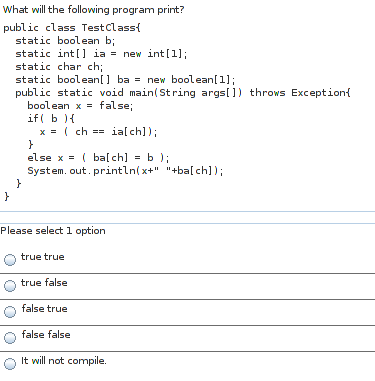 What will the following program print?
public class TestClass{
static boolean b;
static int[] ia = new int[1];
static char ch;
static boolean[] ba = new boolean[1];
public static void main(String args[]) throws Exception{
boolean x = false;
if( b ){
x = ( ch == ia[ch]);
}
else x = ( ba[ch] = b );
System.out.println(x+" "+ba[ch]);
}
}
Please select 1 option
true true
true false
false true
false false
It will not compile.